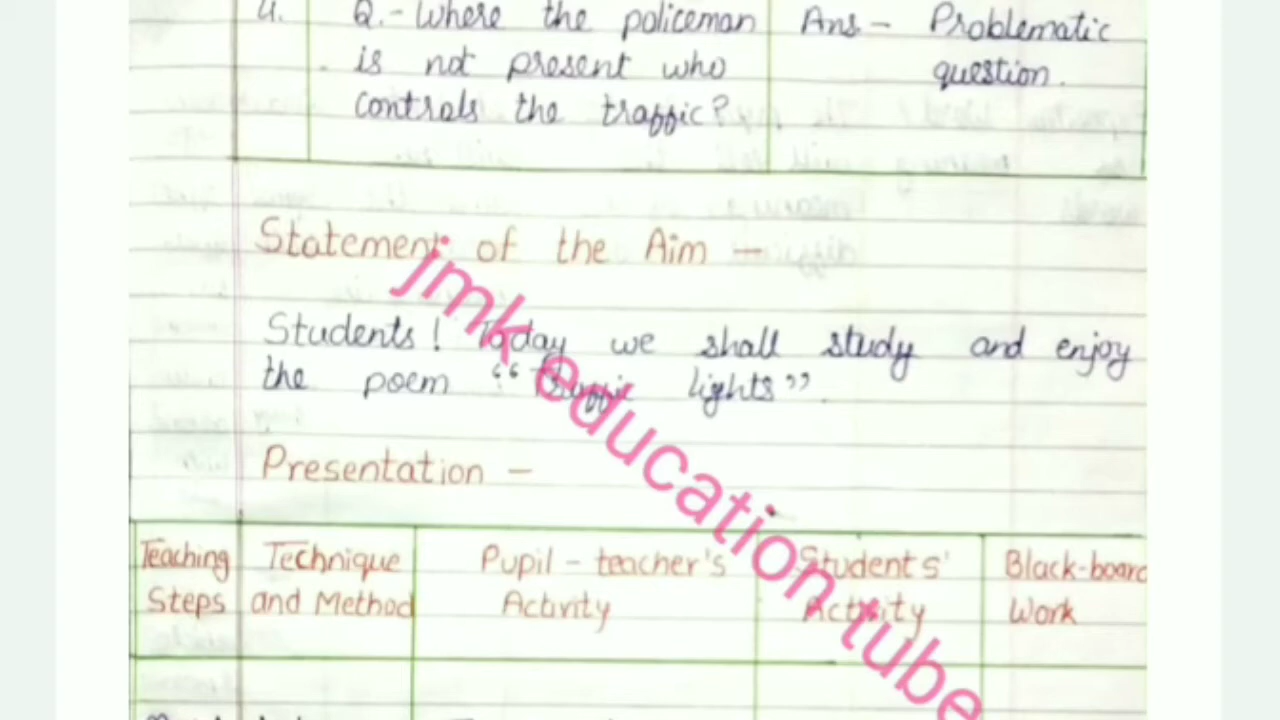 4. Q.- Where the policeman Ans - Problematic
is not present who question.
controls the traffic?
Statement of the Aim -
Students! Today we shall study and enjoy
the poem "Traffic lights".
Presentation -
Teaching Technique Pupil - teacher's Students' Black-board
Steps and Method Activity Activity Work
jmk education tube